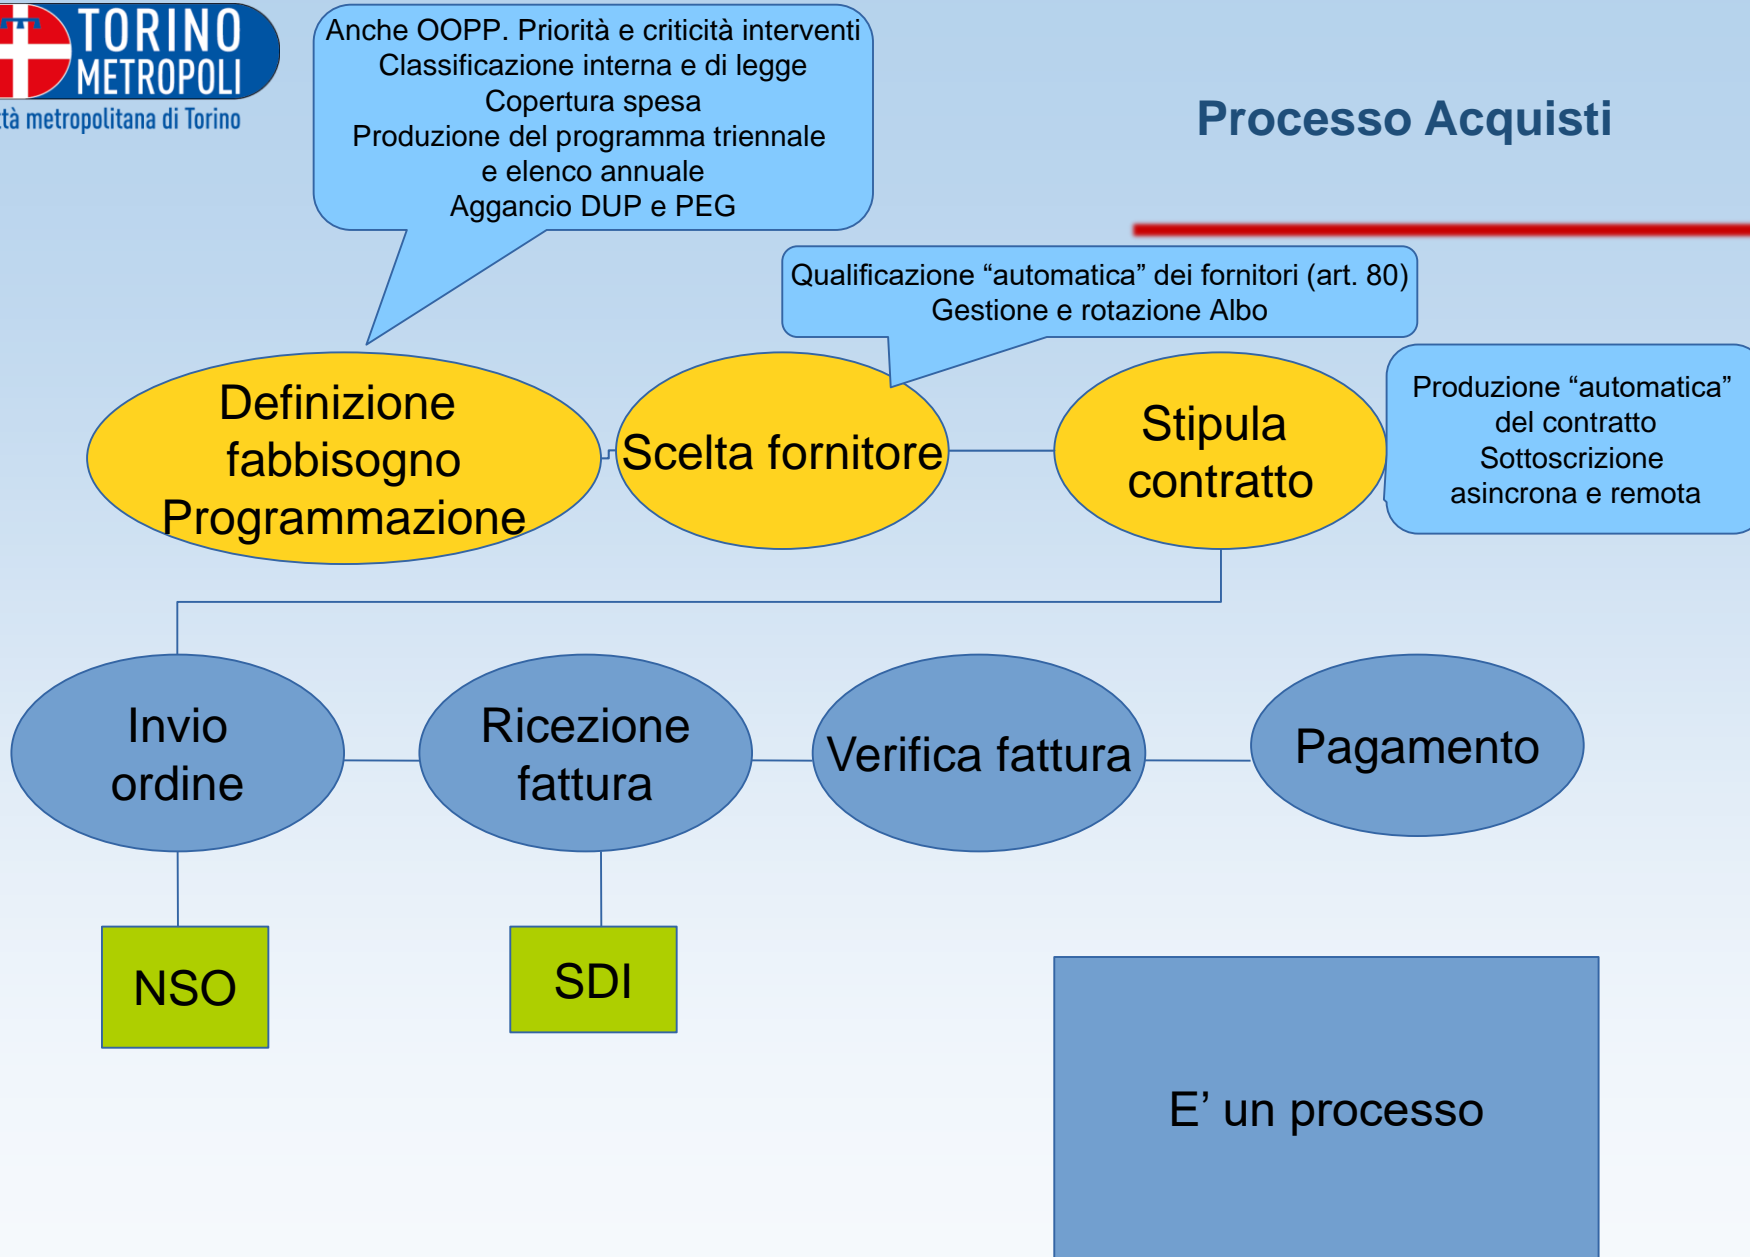 TORINO
METROPOLI
ttà metropolitana di Torino
Anche OOPP. Priorità e criticità interventi
Classificazione interna e di legge
Copertura spesa
Produzione del programma triennale
e elenco annuale
Aggancio DUP e PEG
Processo Acquisti
Qualificazione “automatica” dei fornitori (art. 80)
Gestione e rotazione Albo
Definizione
fabbisogno
Programmazione
Scelta fornitore
Stipula
contratto
Produzione “automatica”
del contratto
Sottoscrizione
asincrona e remota
Invio
ordine
Ricezione
fattura
Verifica fattura
Pagamento
NSO
SDI
E’ un processo